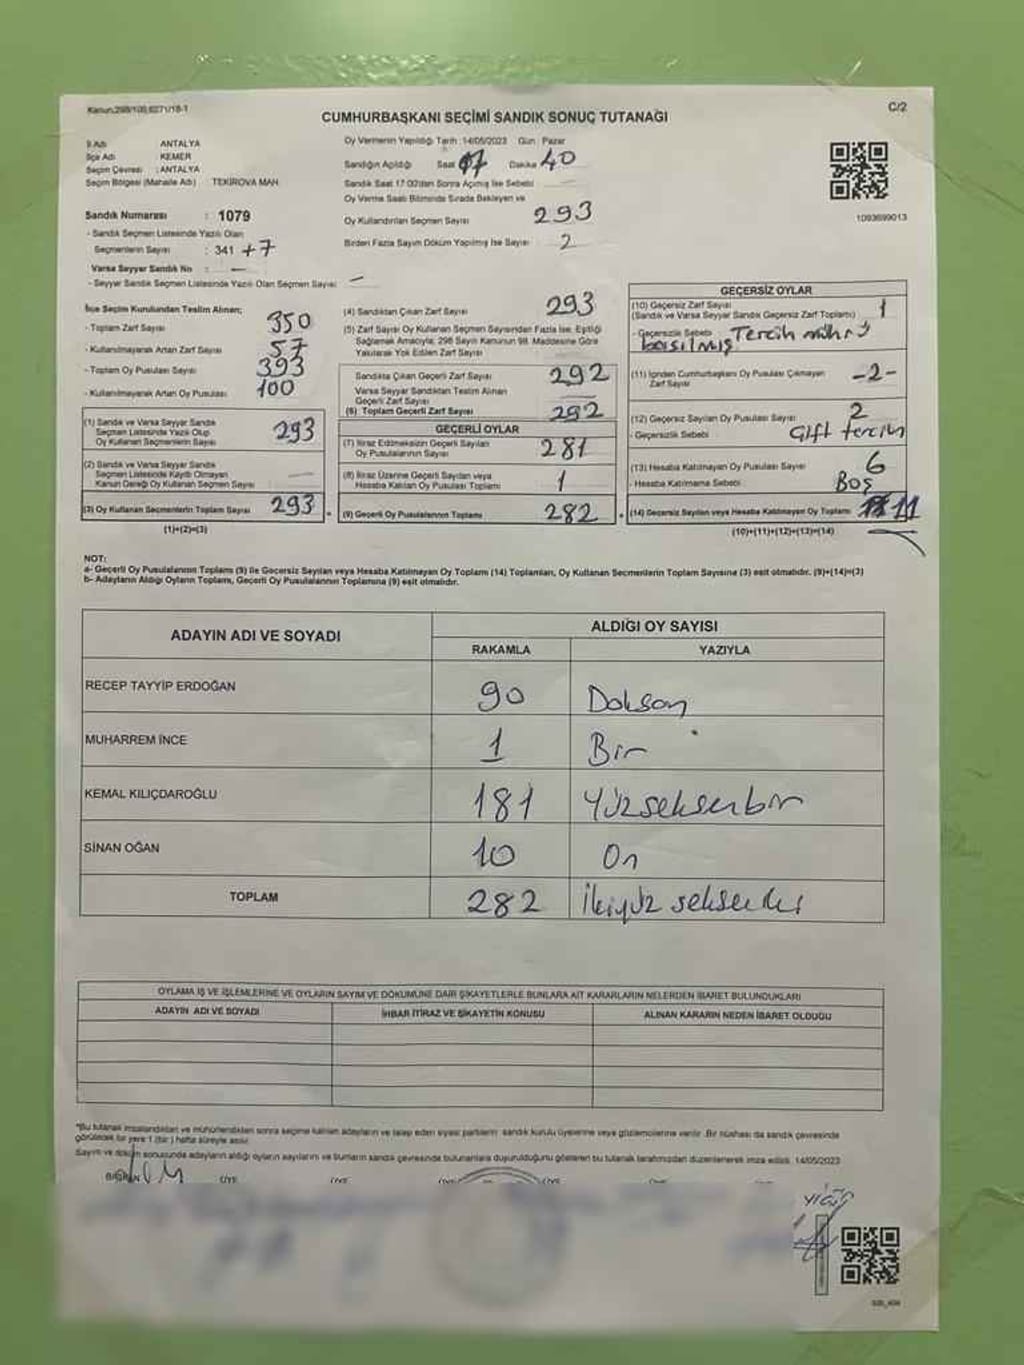 Kanun:298/105,6271/18-1
C/2
CUMHURBAŞKANI SEÇİMİ SANDIK SONUÇ TUTANAĞI
İl Adı : ANTALYA
İlçe Adı : KEMER
Seçim Çevresi : ANTALYA
Seçim Bölgesi (Mahalle Adı) TEKİROVA MAH.
Sandık Numarası : 1079
- Sandık Seçmen Listesinde Yazılı Olan
Seçmenlerin Sayısı : 341 +7
Varsa Seyyar Sandık No : —
- Seyyar Sandık Seçmen Listesinde Yazılı Olan Seçmen Sayısı —
Oy Vermenin Yapıldığı Tarih :14/05/2023 Gün : Pazar
Sandığın Açıldığı Saat 17 Dakika 40
Sandık Saat 17:00'dan Sonra Açılmış İse Sebebi
Oy Verme Saati Bitiminde Sırada Bekleyen ve
Oy Kullandırılan Seçmen Sayısı 293
Birden Fazla Sayım Döküm Yapılmış İse Sayısı 2
1093699013
İlçe Seçim Kurulundan Teslim Alınan;
- Toplam Zarf Sayısı 350
- Kullanılmayarak Artan Zarf Sayısı 57
- Toplam Oy Pusulası Sayısı 393
- Kullanılmayarak Artan Oy Pusulası 100
(1) Sandık ve Varsa Seyyar Sandık
Seçmen Listesinde Yazılı Olup
Oy Kullanan Seçmenlerin Sayısı 293
(2) Sandık ve Varsa Seyyar Sandık
Seçmen Listesinde Kaydı Olmayan
Kanun Gereği Oy Kullanan Seçmen Sayısı —
(3) Oy Kullanan Seçmenlerin Toplam Sayısı 293
(1)+(2)=(3)
(4) Sandıktan Çıkan Zarf Sayısı 293
(5) Zarf Sayısı Oy Kullanan Seçmen Sayısından Fazla İse, Eşitliği
Sağlamak Amacıyla; 298 Sayılı Kanunun 98. Maddesine Göre
Yakılarak Yok Edilen Zarf Sayısı
Sandıkta Çıkan Geçerli Zarf Sayısı 292
Varsa Seyyar Sandıktan Teslim Alınan
Geçerli Zarf Sayısı
(6) Toplam Geçerli Zarf Sayısı 292
GEÇERLİ OYLAR
(7) İtiraz Edilmeksizin Geçerli Sayılan
Oy Pusulalarının Sayısı 281
(8) İtiraz Üzerine Geçerli Sayılan veya
Hesaba Katılan Oy Pusulası Toplamı 1
(9) Geçerli Oy Pusulalarının Toplamı 282
GEÇERSİZ OYLAR
(10) Geçersiz Zarf Sayısı 1
(Sandık ve Varsa Seyyar Sandık Geçersiz Zarf Toplamı)
- Geçersizlik Sebebi Tercih mührü
basılmış
(11) İçinden Cumhurbaşkanı Oy Pusulası Çıkmayan
Zarf Sayısı -2-
(12) Geçersiz Sayılan Oy Pusulası Sayısı 2
- Geçersizlik Sebebi Çift tercih
(13) Hesaba Katılmayan Oy Pusulası Sayısı 6
- Hesaba Katılmama Sebebi Boş
(14) Geçersiz Sayılan veya Hesaba Katılmayan Oy Toplamı 11
(10)+(11)+(12)+(13)=(14)
NOT:
a- Geçerli Oy Pusulalarının Toplamı (9) ile Geçersiz Sayılan veya Hesaba Katılmayan Oy Toplamı (14) Toplamları, Oy Kullanan Seçmenlerin Toplam Sayısına (3) eşit olmalıdır. (9)+(14)=(3)
b- Adayların Aldığı Oyların Toplamı, Geçerli Oy Pusulalarının Toplamına (9) eşit olmalıdır.
ADAYIN ADI VE SOYADI
ALDIĞI OY SAYISI
RAKAMLA YAZIYLA
RECEP TAYYİP ERDOĞAN 90 Doksan
MUHARREM İNCE 1 Bir
KEMAL KILIÇDAROĞLU 181 Yüzseksenbir
SİNAN OĞAN 10 On
TOPLAM 282 İkiyüz seksen iki
OYLAMA İŞ VE İŞLEMLERİNE VE OYLARIN SAYIM VE DÖKÜMÜNE DAİR ŞİKAYETLERLE BUNLARA AİT KARARLARIN NELERDEN İBARET BULUNDUKLARI
ADAYIN ADI VE SOYADI İHBAR İTİRAZ VE ŞİKAYETİN KONUSU ALINAN KARARIN NEDEN İBARET OLDUĞU
*Bu tutanak imzalandıktan ve mühürlendikten sonra seçime katılan adayların ve talep eden siyasi partilerin sandık kurulu üyelerine veya gözlemcilerine verilir. Bir nüshası da sandık çevresinde
görülecek bir yere 1 (bir) hafta süreyle asılır.
Sayım ve döküm sonucunda adayların aldığı oyların sayılarını ve bunların sandık çevresinde bulunanlara duyurulduğunu gösteren bu tutanak tarafımızdan düzenlenerek imza edildi. 14/05/2023
BAŞKAN ÜYE ÜYE